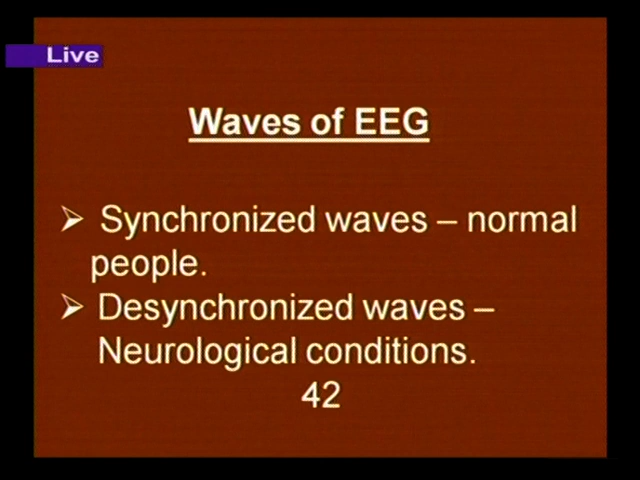 Live
Waves of EEG
➢ Synchronized waves – normal
people.
➢ Desynchronized waves –
Neurological conditions.
42